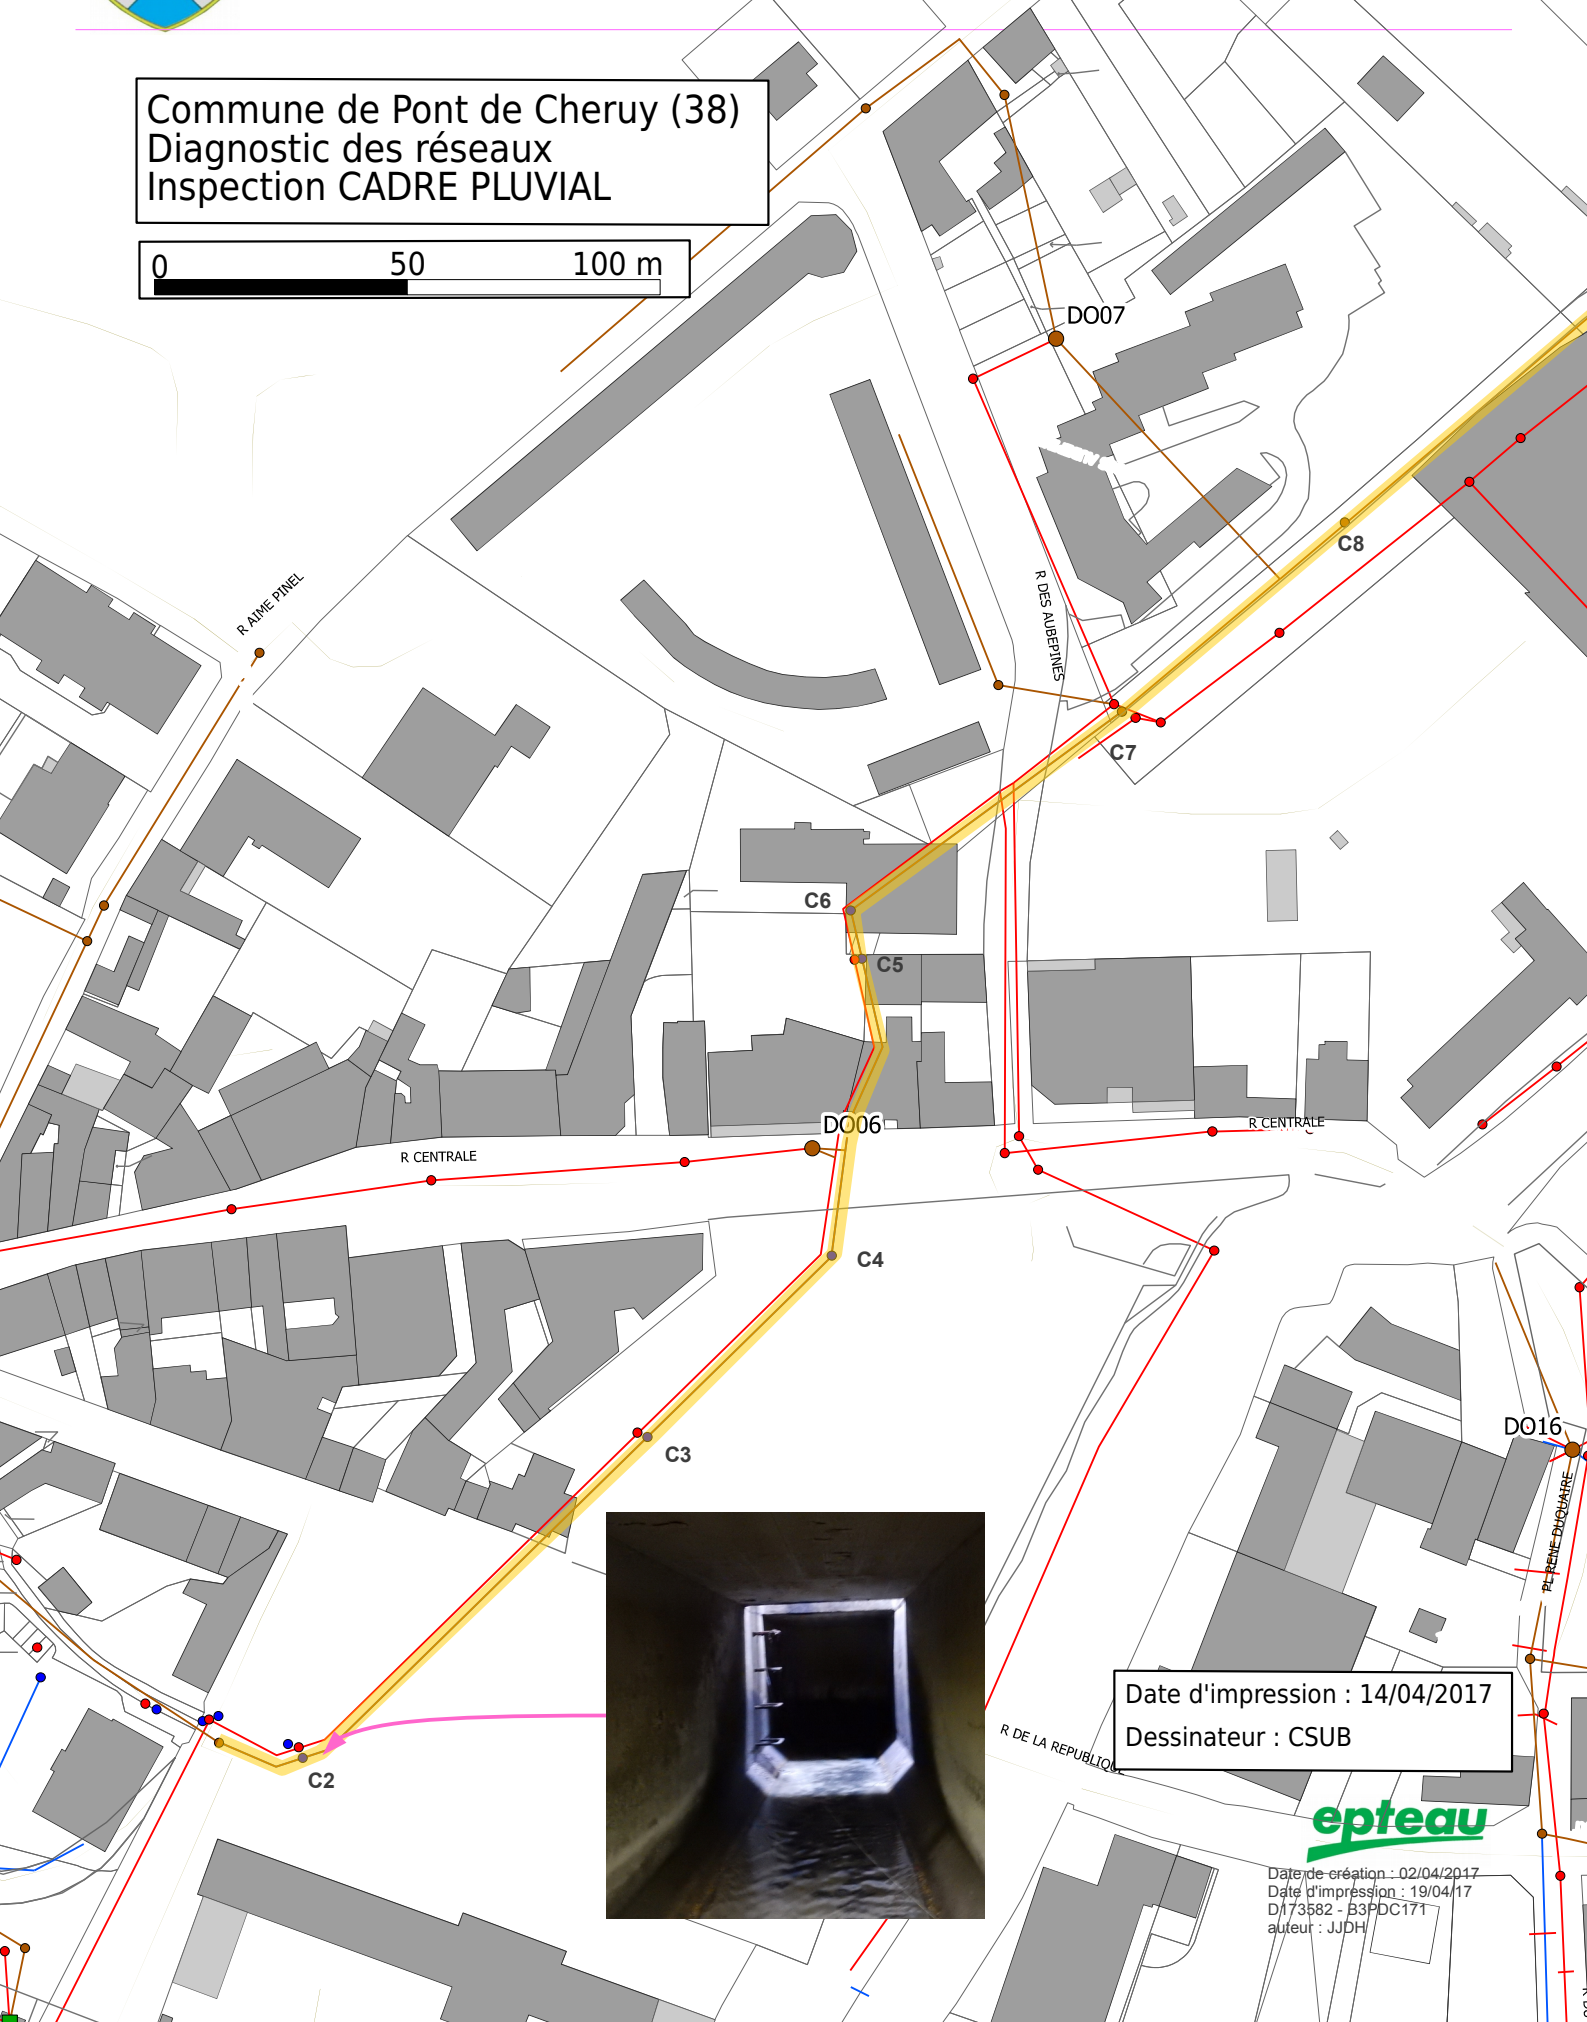 Commune de Pont de Cheruy (38)
Diagnostic des réseaux
Inspection CADRE PLUVIAL
0 50 100 m
DO07
C8
R AIME PINEL
R DES AUBEPINES
C7
C6
C5
DO06
R CENTRALE
R CENTRALE
C4
DO16
C3
PL RENE DUQUAIRE
Date d'impression : 14/04/2017
Dessinateur : CSUB
R DE LA REPUBLIQUE
C2
epteau
Date de création : 02/04/2017
Date d'impression : 19/04/17
D173582 - B3PDC171
auteur : JJDH